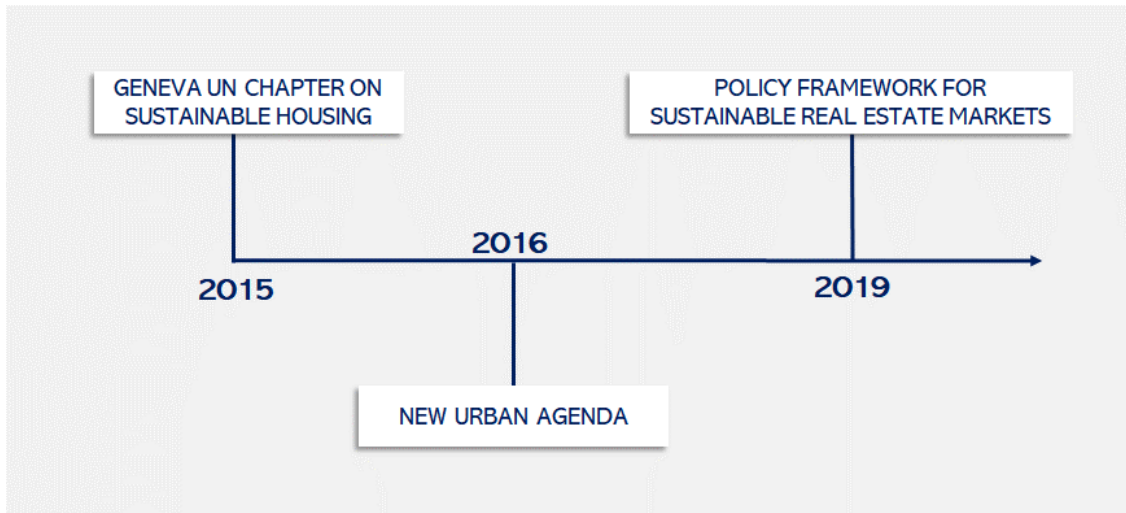 GENEVA UN CHAPTER ON
SUSTAINABLE HOUSING
POLICY FRAMEWORK FOR
SUSTAINABLE REAL ESTATE MARKETS
2016
2015
2019
NEW URBAN AGENDA